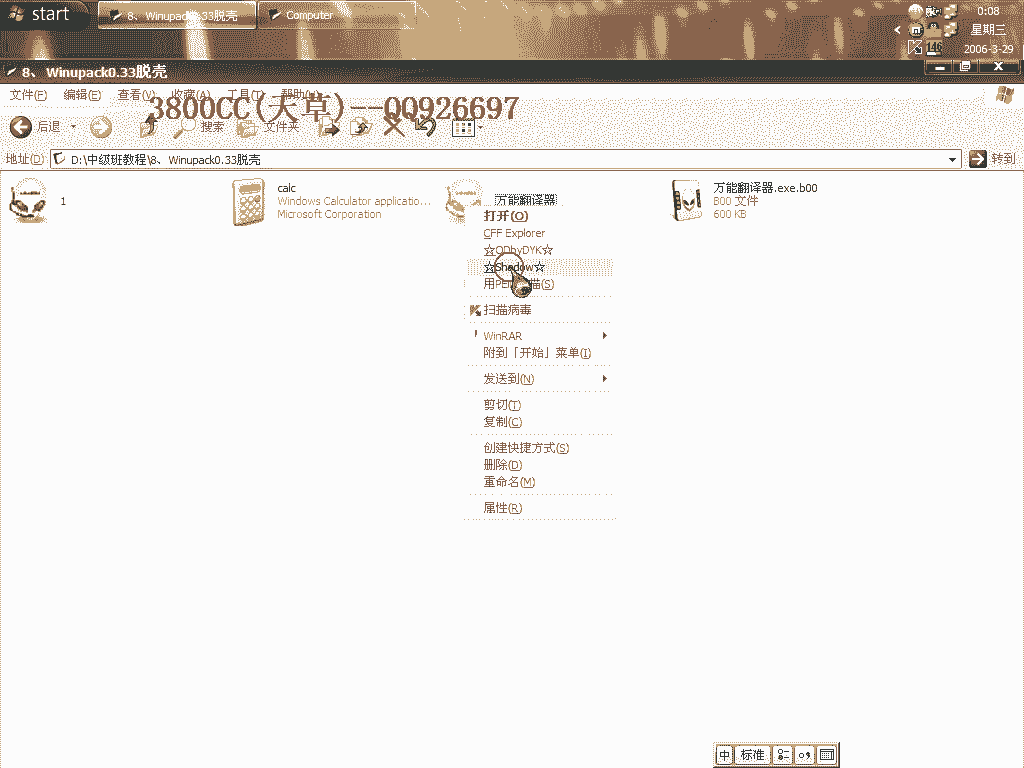 start
8、Winupack0.33脱壳
Computer
0:08
星期三
146
2006-3-29
8、Winupack0.33脱壳
文件(F) 编辑(E) 查看(V) 收藏(A) 工具(T) 帮助(H)
3800CC(天草)--QQ926697
后退
搜索
文件夹
地址(D)
D:\中级班教程\8、Winupack0.33脱壳
转到
1
calc
Windows Calculator applicatio...
Microsoft Corporation
万能翻译器
万能翻译器.exe.b00
B00 文件
600 KB
打开(O)
CFF Explorer
☆ODbyDYK☆
☆Shadow☆
用PE 描(S)
扫描病毒
WinRAR
附到「开始」菜单(I)
发送到(N)
剪切(T)
复制(C)
创建快捷方式(S)
删除(D)
重命名(M)
属性(R)
中 标准